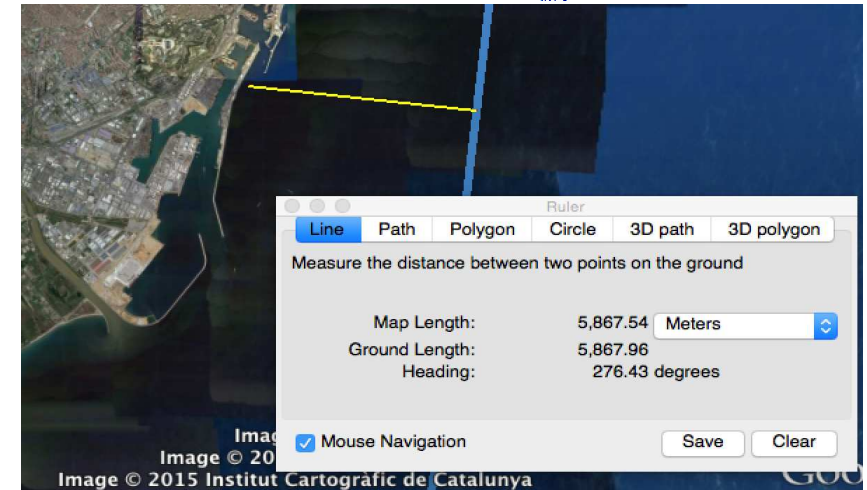 Ruler
Line Path Polygon Circle 3D path 3D polygon
Measure the distance between two points on the ground
Map Length: 5,867.54 Meters
Ground Length: 5,867.96
Heading: 276.43 degrees
Mouse Navigation Save Clear
Image © 20
Image © 2015 Institut Cartogràfic de Catalunya